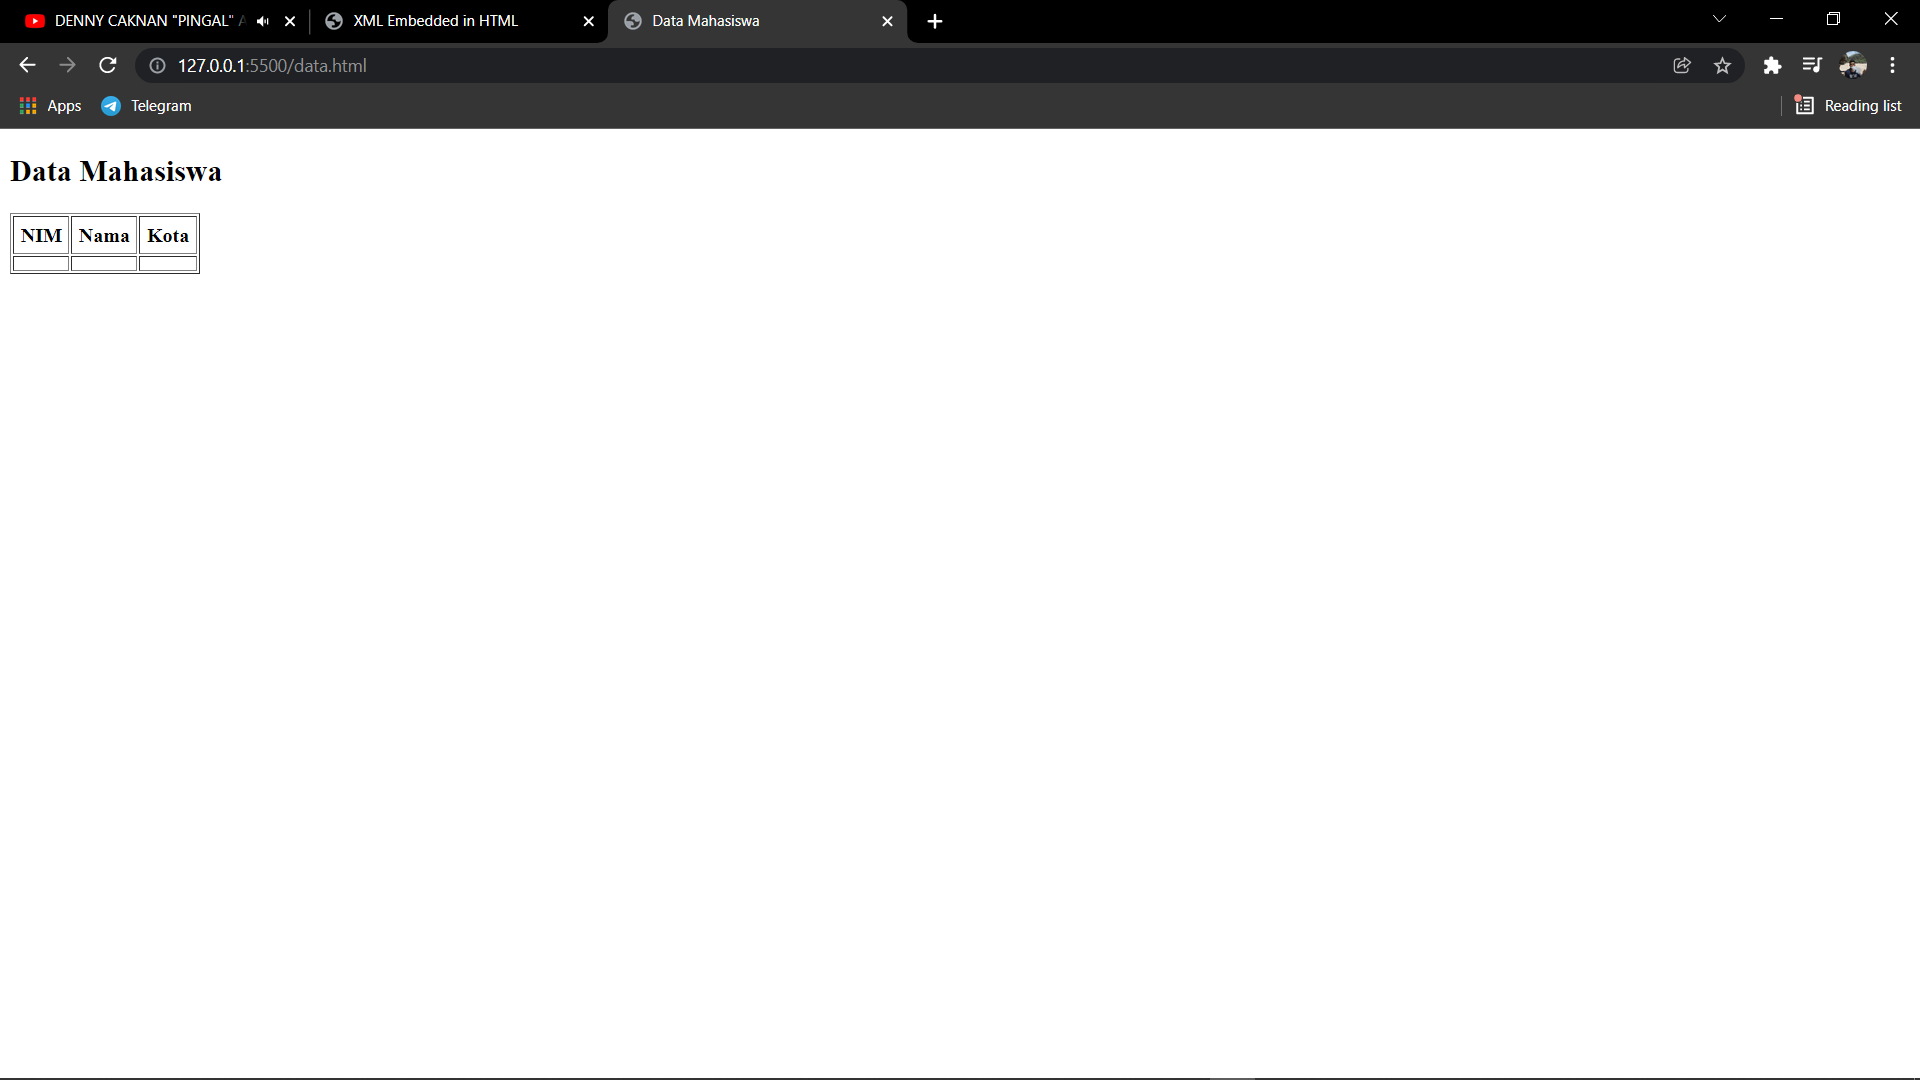 DENNY CAKNAN "PINGAL"
XML Embedded in HTML
Data Mahasiswa
127.0.0.1:5500/data.html
Apps
Telegram
Reading list
Data Mahasiswa
NIM Nama Kota